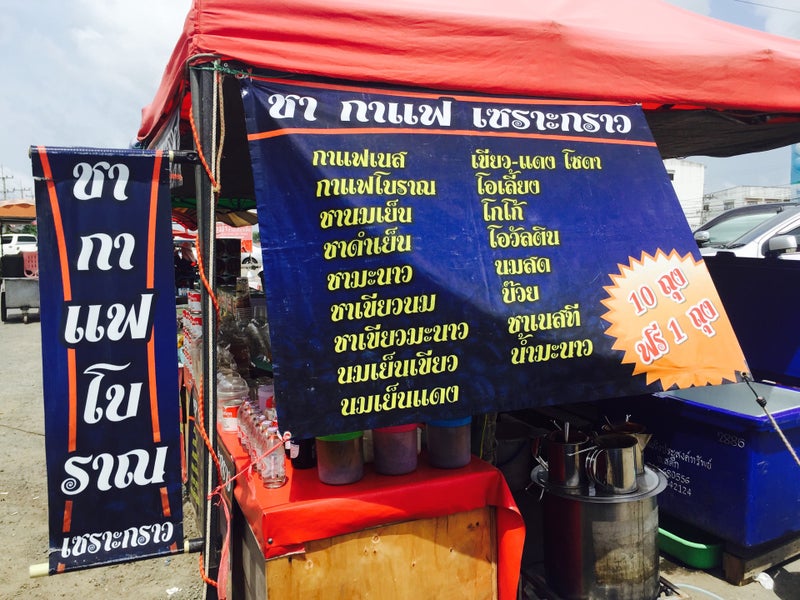 ชา
กา
แฟ
โบ
ราณ
เซราะกราว
ชา กาแฟ เซราะกราว
กาแฟเนส
กาแฟโบราณ
ชานมเย็น
ชาดำเย็น
ชามะนาว
ชาเขียวนม
ชาเขียวมะนาว
นมเย็นเขียว
นมเย็นแดง
เขียว-แดง โซดา
โอเลี้ยง
โกโก้
โอวัลติน
นมสด
บ๊วย
ชาเนสที
น้ำมะนาว
10 ถุง
ฟรี 1 ถุง
2886